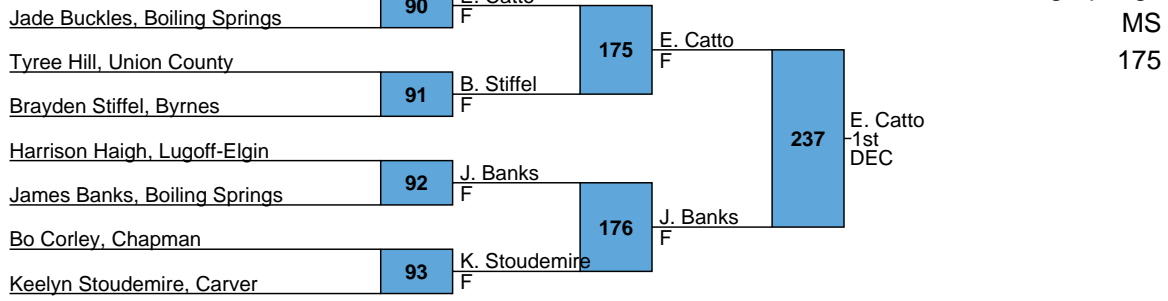 90
F
Jade Buckles, Boiling Springs
MS
175
Tyree Hill, Union County
175
E. Catto
F
91
B. Stiffel
F
Brayden Stiffel, Byrnes
237
E. Catto
1st
DEC
Harrison Haigh, Lugoff-Elgin
92
J. Banks
F
James Banks, Boiling Springs
176
J. Banks
F
Bo Corley, Chapman
93
K. Stoudemire
F
Keelyn Stoudemire, Carver